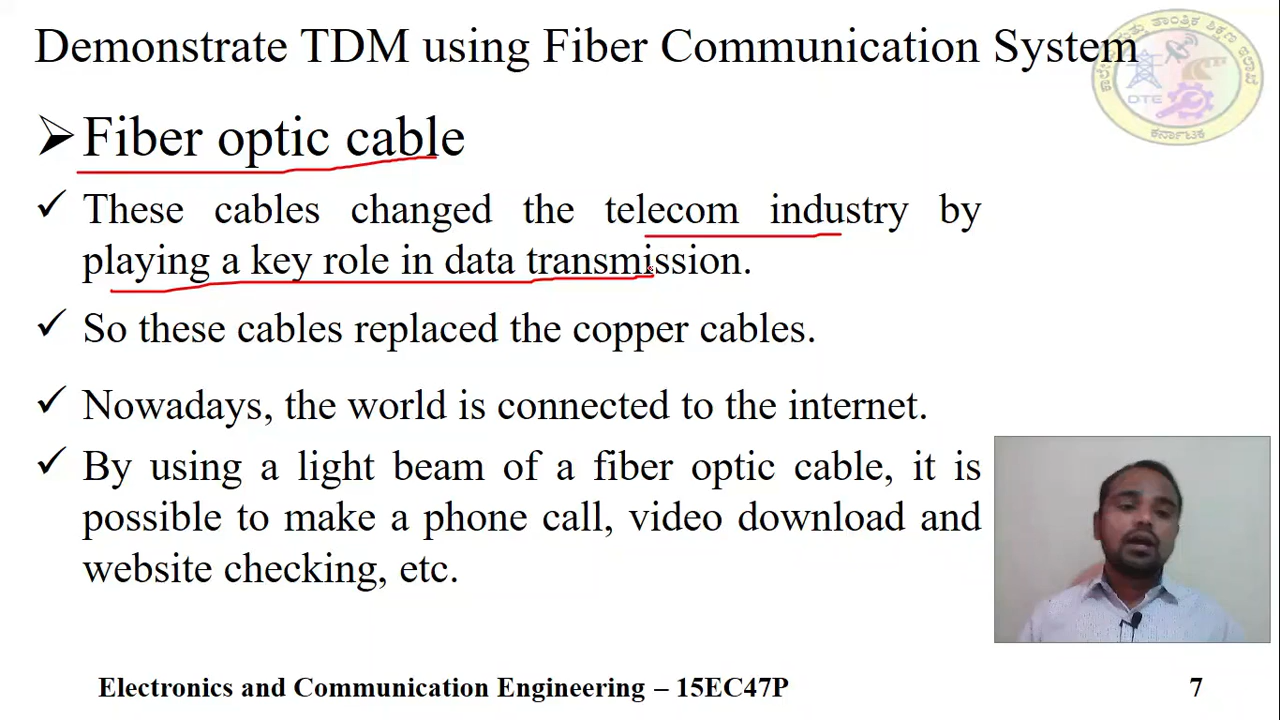 Demonstrate TDM using Fiber Communication System
Fiber optic cable
These cables changed the telecom industry by
playing a key role in data transmission.
So these cables replaced the copper cables.
Nowadays, the world is connected to the internet.
By using a light beam of a fiber optic cable, it is
possible to make a phone call, video download and
website checking, etc.
DTE
ಕರ್ನಾಟಕ
Electronics and Communication Engineering – 15EC47P
7